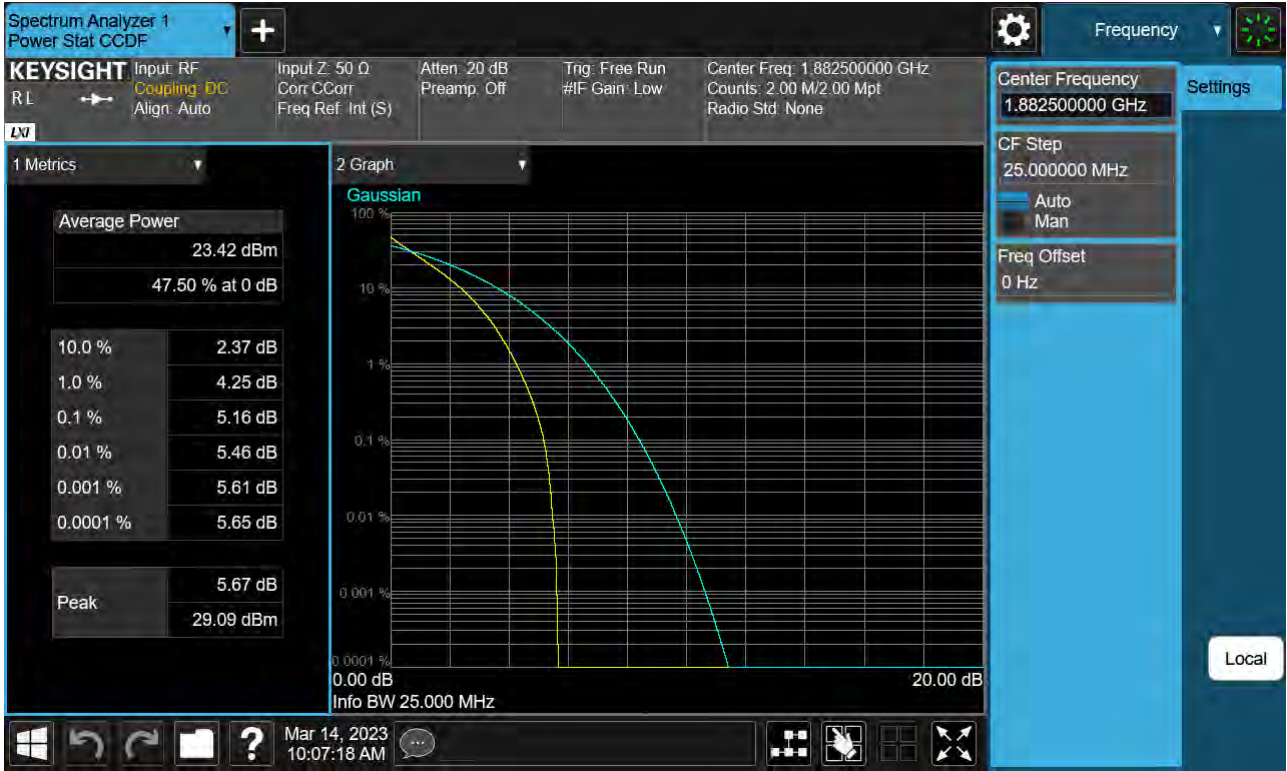 Spectrum Analyzer 1
Power Stat CCDF
Frequency
KEYSIGHT
RL
LXI
Input: RF
Coupling: DC
Align: Auto
Input Z: 50 Ω
Corr CCorr
Freq Ref: Int (S)
Atten: 20 dB
Preamp: Off
Trig: Free Run
#IF Gain: Low
Center Freq: 1.882500000 GHz
Counts: 2.00 M/2.00 Mpt
Radio Std: None
Center Frequency
1.882500000 GHz
Settings
CF Step
25.000000 MHz
Auto
Man
Freq Offset
0 Hz
Local
1 Metrics
Average Power
23.42 dBm
47.50 % at 0 dB
10.0 % 2.37 dB
1.0 % 4.25 dB
0.1 % 5.16 dB
0.01 % 5.46 dB
0.001 % 5.61 dB
0.0001 % 5.65 dB
Peak 5.67 dB
29.09 dBm
2 Graph
Gaussian
100 %
10 %
1 %
0.1 %
0.01 %
0.001 %
0.0001 %
0.00 dB 20.00 dB
Info BW 25.000 MHz
?
Mar 14, 2023
10:07:18 AM